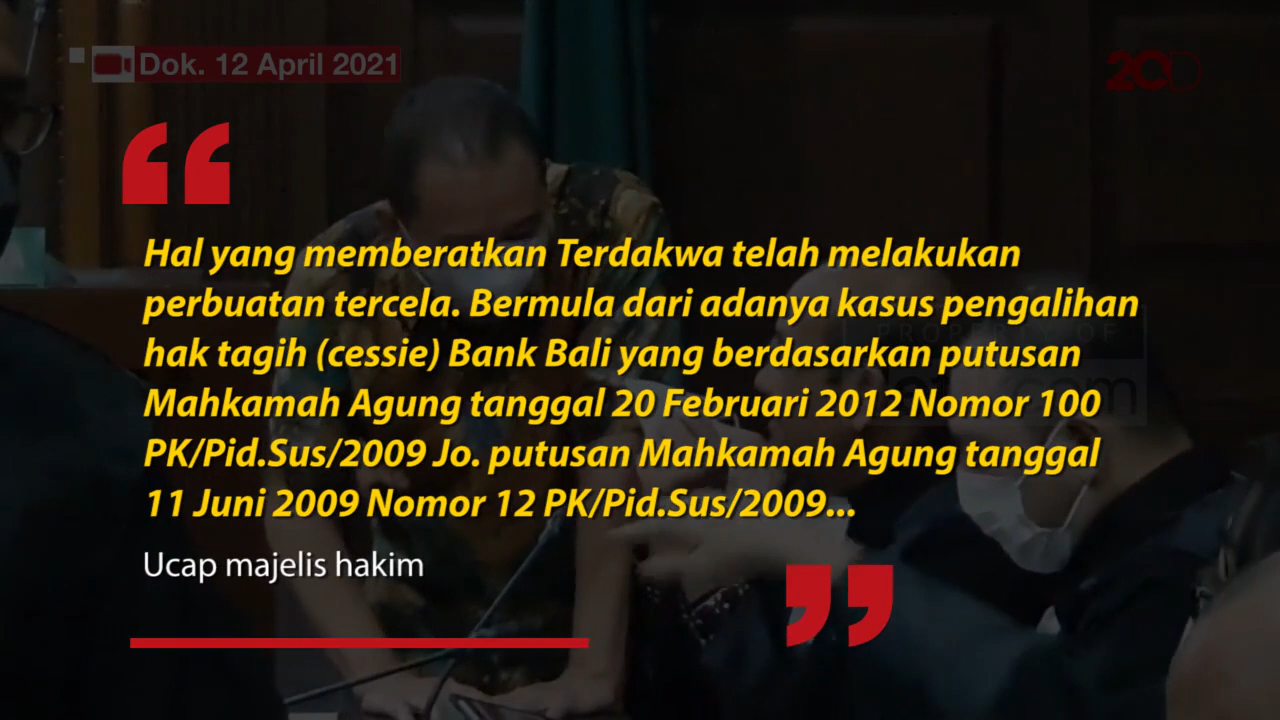 Dok. 12 April 2021
20D
“
Hal yang memberatkan Terdakwa telah melakukan
perbuatan tercela. Bermula dari adanya kasus pengalihan
hak tagih (cessie) Bank Bali yang berdasarkan putusan
Mahkamah Agung tanggal 20 Februari 2012 Nomor 100
PK/Pid.Sus/2009 Jo. putusan Mahkamah Agung tanggal
11 Juni 2009 Nomor 12 PK/Pid.Sus/2009...
”
Ucap majelis hakim
PROPERTY OF